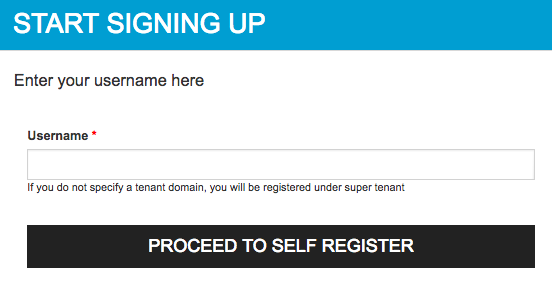 START SIGNING UP
Enter your username here
Username *
If you do not specify a tenant domain, you will be registered under super tenant
PROCEED TO SELF REGISTER